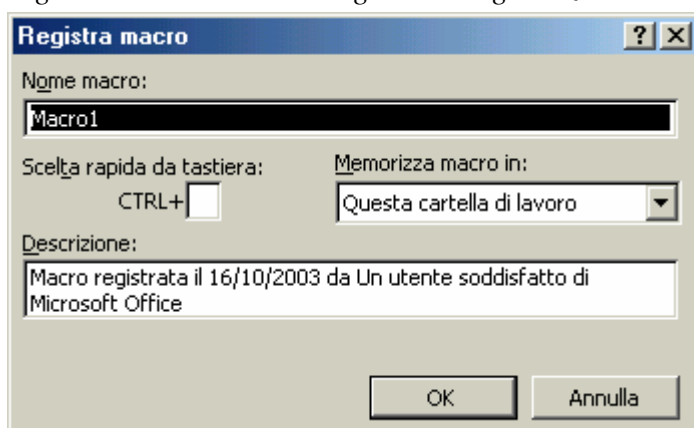 Registra macro
Nome macro:
Macro1
Scelta rapida da tastiera:
CTRL+
Memorizza macro in:
Questa cartella di lavoro
Descrizione:
Macro registrata il 16/10/2003 da Un utente soddisfatto di
Microsoft Office
OK
Annulla